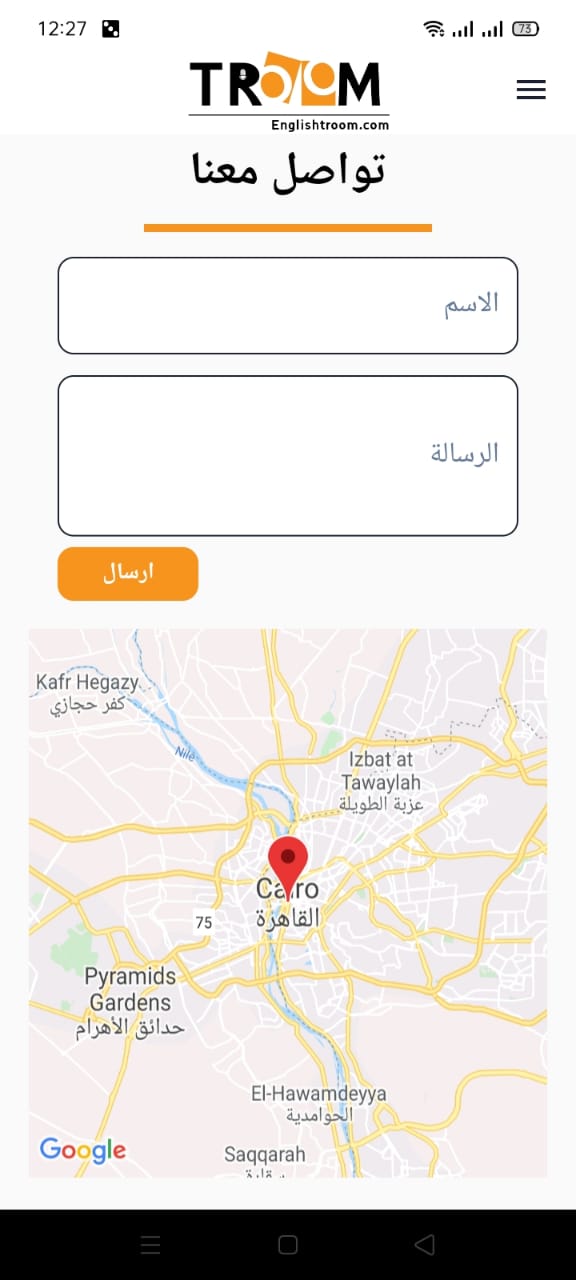 12:27
73
TROOM
Englishtroom.com
تواصل معنا
الاسم
الرسالة
ارسال
Kafr Hegazy
كفر حجازي
Nile
Izbat at
Tawaylah
عزبة الطويلة
Cairo
القاهرة
75
Pyramids
Gardens
حدائق الأهرام
El-Hawamdeyya
الحوامدية
Google
Saqqarah